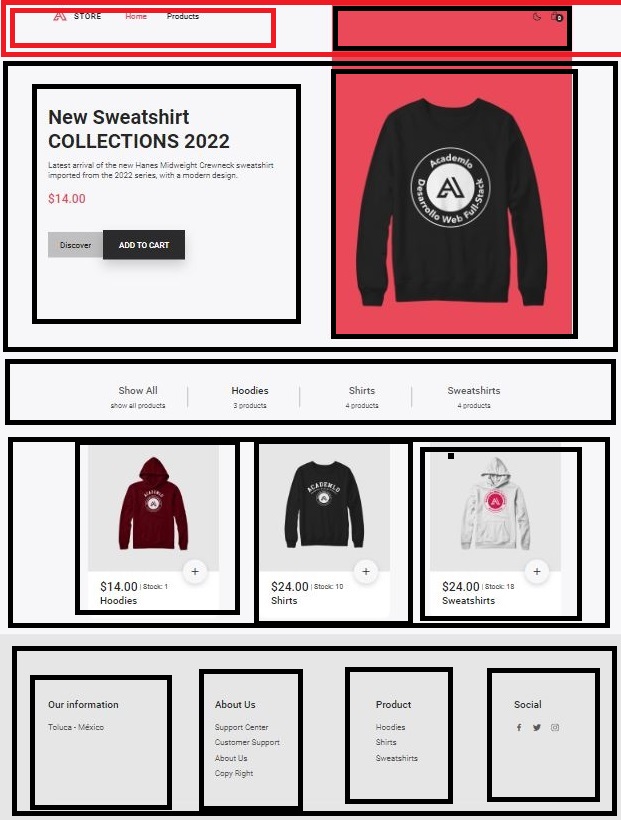 STORE Home Products 0
New Sweatshirt
COLLECTIONS 2022
Latest arrival of the new Hanes Midweight Crewneck sweatshirt
imported from the 2022 series, with a modern design.
$14.00
Discover ADD TO CART
Academlo
Desarrollo Web Full-Stack
Show All Hoodies Shirts Sweatshirts
show all products 3 products 4 products 4 products
ACADEMLO ACADEMLO
+ + +
$14.00 | Stock: 1 $24.00 | Stock: 10 $24.00 | Stock: 18
Hoodies Shirts Sweatshirts
Our information About Us Product Social
Toluca - México Support Center Hoodies
Customer Support Shirts
About Us Sweatshirts
Copy Right